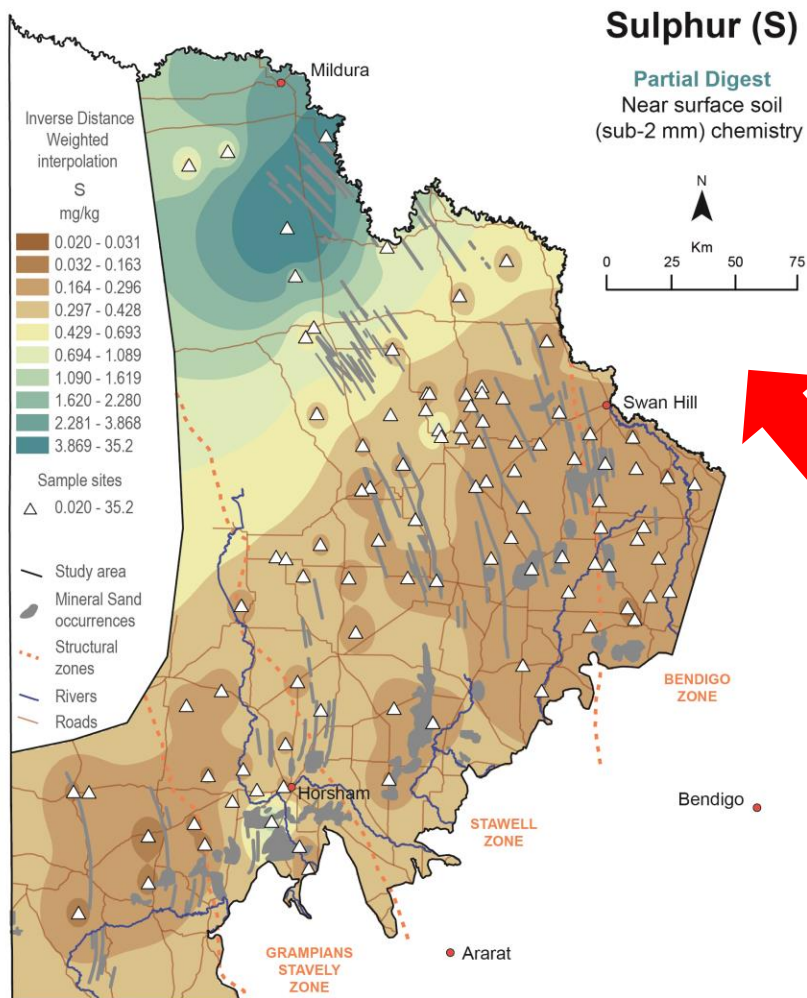 Sulphur (S)
Partial Digest
Near surface soil
(sub-2 mm) chemistry
N
Km
0 25 50 75
Mildura
Inverse Distance
Weighted
interpolation
S
mg/kg
0.020 - 0.031
0.032 - 0.163
0.164 - 0.296
0.297 - 0.428
0.429 - 0.693
0.694 - 1.089
1.090 - 1.619
1.620 - 2.280
2.281 - 3.868
3.869 - 35.2
Sample sites
0.020 - 35.2
Study area
Mineral Sand
occurrences
Structural
zones
Rivers
Roads
Swan Hill
BENDIGO
ZONE
Horsham
Bendigo
STAWELL
ZONE
GRAMPIANS
STAVELY
ZONE
Ararat